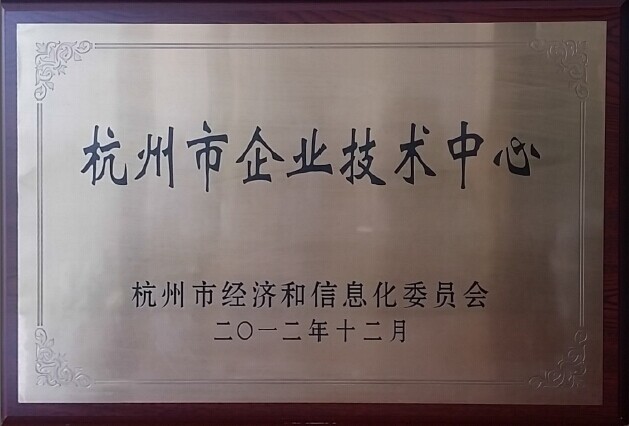 杭州市企业技术中心
杭州市经济和信息化委员会
二〇一二年十二月